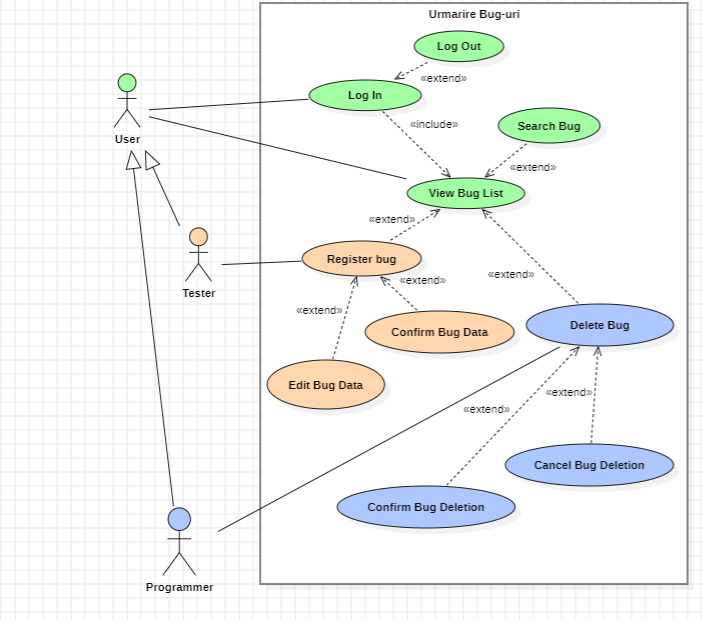 Urmarire Bug-uri
Log Out
«extend»
Log In
«include»
Search Bug
User
«extend»
View Bug List
«extend»
Register bug
«extend»
«extend»
Tester
«extend»
Confirm Bug Data
Delete Bug
Edit Bug Data
«extend»
«extend»
Cancel Bug Deletion
Confirm Bug Deletion
Programmer